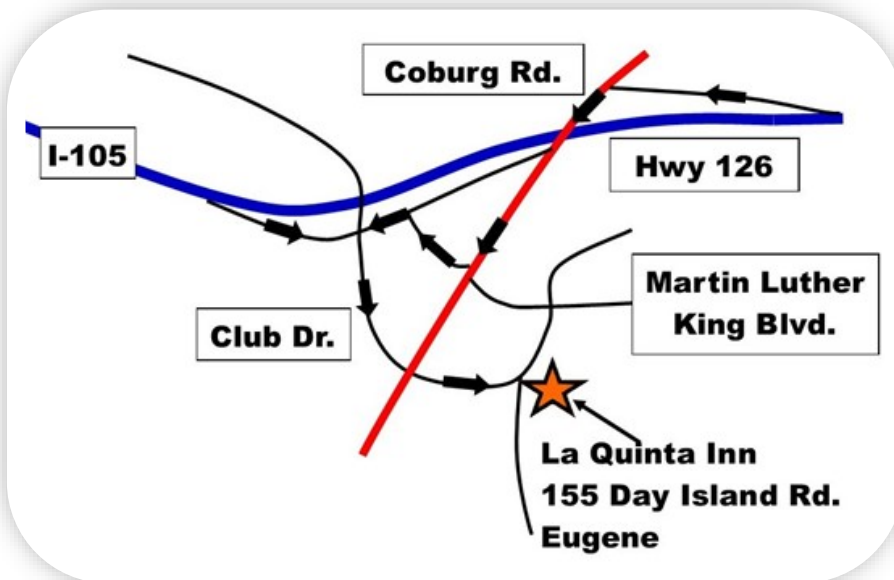 Coburg Rd.
I-105
Hwy 126
Martin Luther
King Blvd.
Club Dr.
La Quinta Inn
155 Day Island Rd.
Eugene